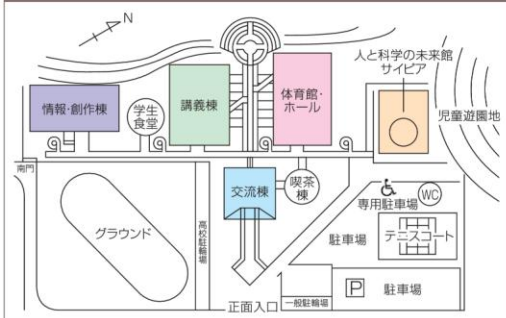 N
人と科学の未来館
サイピア
体育館・
ホール
講義棟
情報・創作棟
学生
食堂
児童遊園地
南門
交流棟
喫茶
棟
WC
専用駐車場
グラウンド
高校駐輪場
駐車場
テニスコート
P
駐車場
正面入口
一般駐輪場